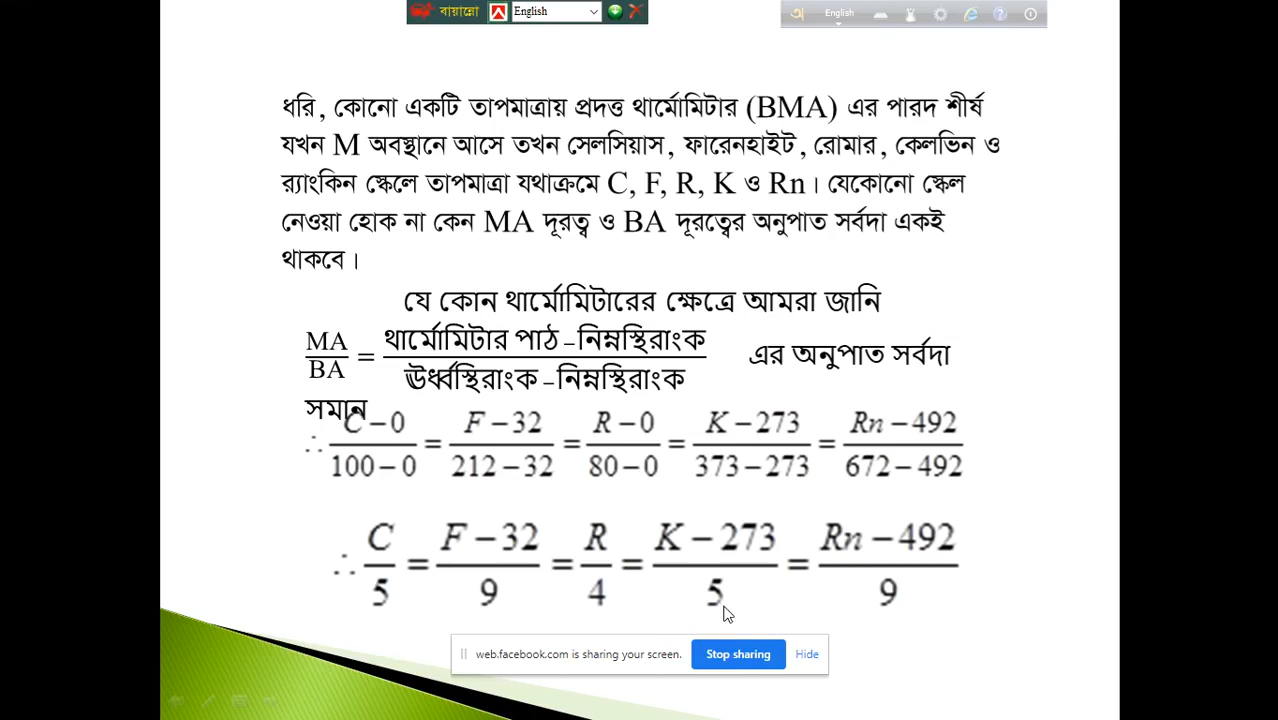 বায়ান্নো English অ English
ধরি, কোনো একটি তাপমাত্রায় প্রদত্ত থার্মোমিটার (BMA) এর পারদ শীর্ষ
যখন M অবস্থানে আসে তখন সেলসিয়াস, ফারেনহাইট, রোমার, কেলভিন ও
র‍্যাংকিন স্কেলে তাপমাত্রা যথাক্রমে C, F, R, K ও Rn। যেকোনো স্কেল
নেওয়া হোক না কেন MA দূরত্ব ও BA দূরত্বের অনুপাত সর্বদা একই
থাকবে।
যে কোন থার্মোমিটারের ক্ষেত্রে আমরা জানি
MA/BA = থার্মোমিটার পাঠ –নিম্নস্থিরাংক/ঊর্ধ্বস্থিরাংক –নিম্নস্থিরাংক এর অনুপাত সর্বদা
সমান
∴ C – 0/100 – 0 = F – 32/212 – 32 = R – 0/80 – 0 = K – 273/373 – 273 = Rn – 492/672 – 492
∴ C/5 = F – 32/9 = R/4 = K – 273/5 = Rn – 492/9
web.facebook.com is sharing your screen. Stop sharing Hide